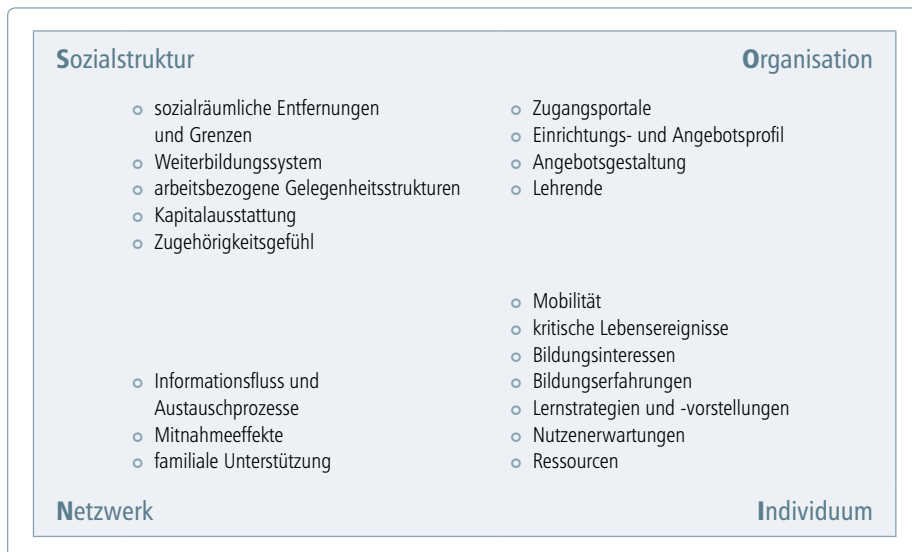 Sozialstruktur
sozialräumliche Entfernungen
und Grenzen
Weiterbildungssystem
arbeitsbezogene Gelegenheitsstrukturen
Kapitalausstattung
Zugehörigkeitsgefühl
Organisation
Zugangsportale
Einrichtungs- und Angebotsprofil
Angebotsgestaltung
Lehrende
Informationsfluss und
Austauschprozesse
Mitnahmeeffekte
familiale Unterstützung
Netzwerk
Mobilität
kritische Lebensereignisse
Bildungsinteressen
Bildungserfahrungen
Lernstrategien und -vorstellungen
Nutzenerwartungen
Ressourcen
Individuum